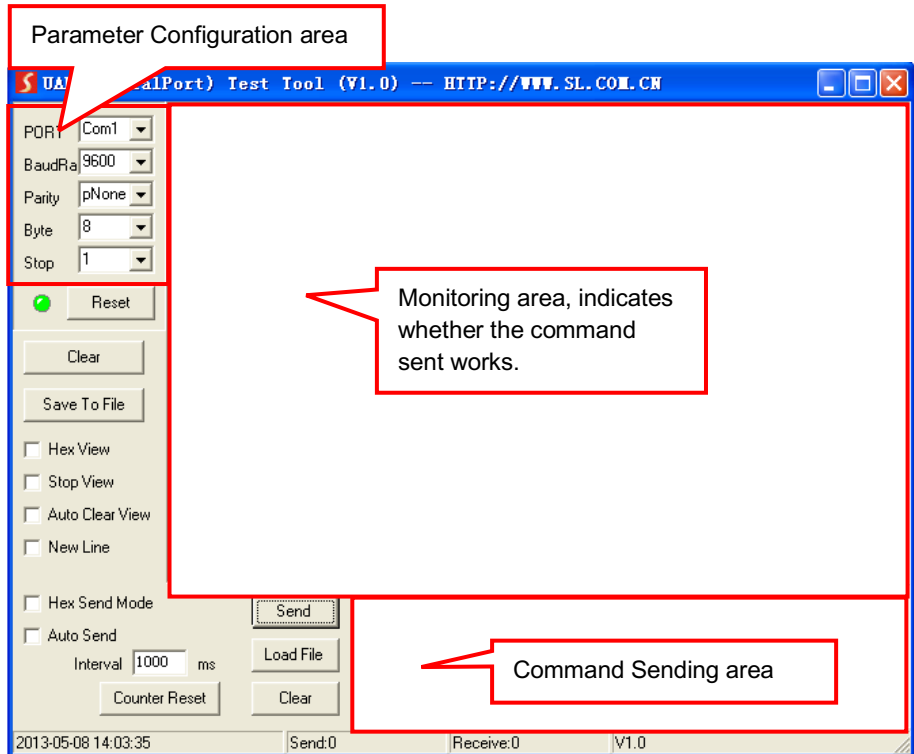 Parameter Configuration area
UA alPort) Test Tool (V1.0) -- HTTP://WWW.SL.COM.CN
PORT Com1
BaudRa 9600
Parity pNone
Byte 8
Stop 1
Reset
Monitoring area, indicates
whether the command
sent works.
Clear
Save To File
Hex View
Stop View
Auto Clear View
New Line
Hex Send Mode
Send
Auto Send
Interval 1000 ms
Load File
Command Sending area
Counter Reset
Clear
2013-05-08 14:03:35
Send:0
Receive:0
V1.0